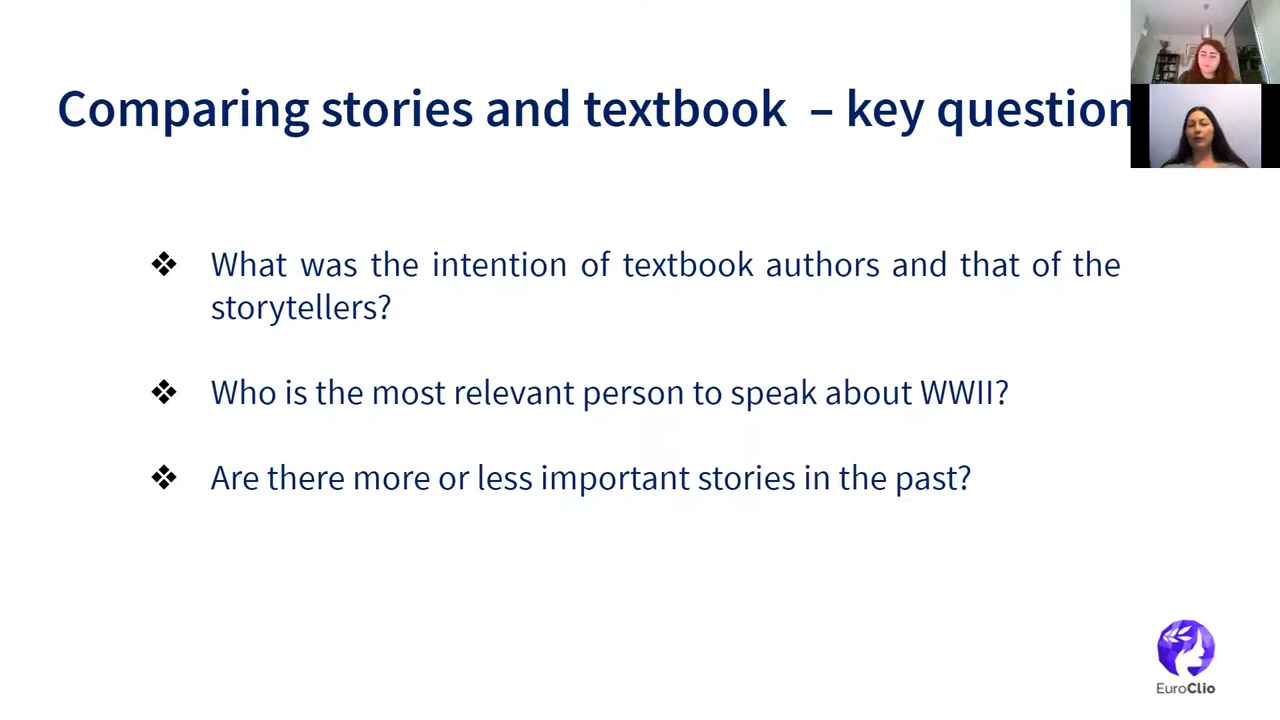 Comparing stories and textbook – key question
❖ What was the intention of textbook authors and that of the
storytellers?
❖ Who is the most relevant person to speak about WWII?
❖ Are there more or less important stories in the past?
EuroClio